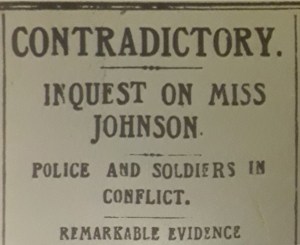 CONTRADICTORY.
INQUEST ON MISS
JOHNSON.
POLICE AND SOLDIERS IN
CONFLICT.
REMARKABLE EVIDENCE